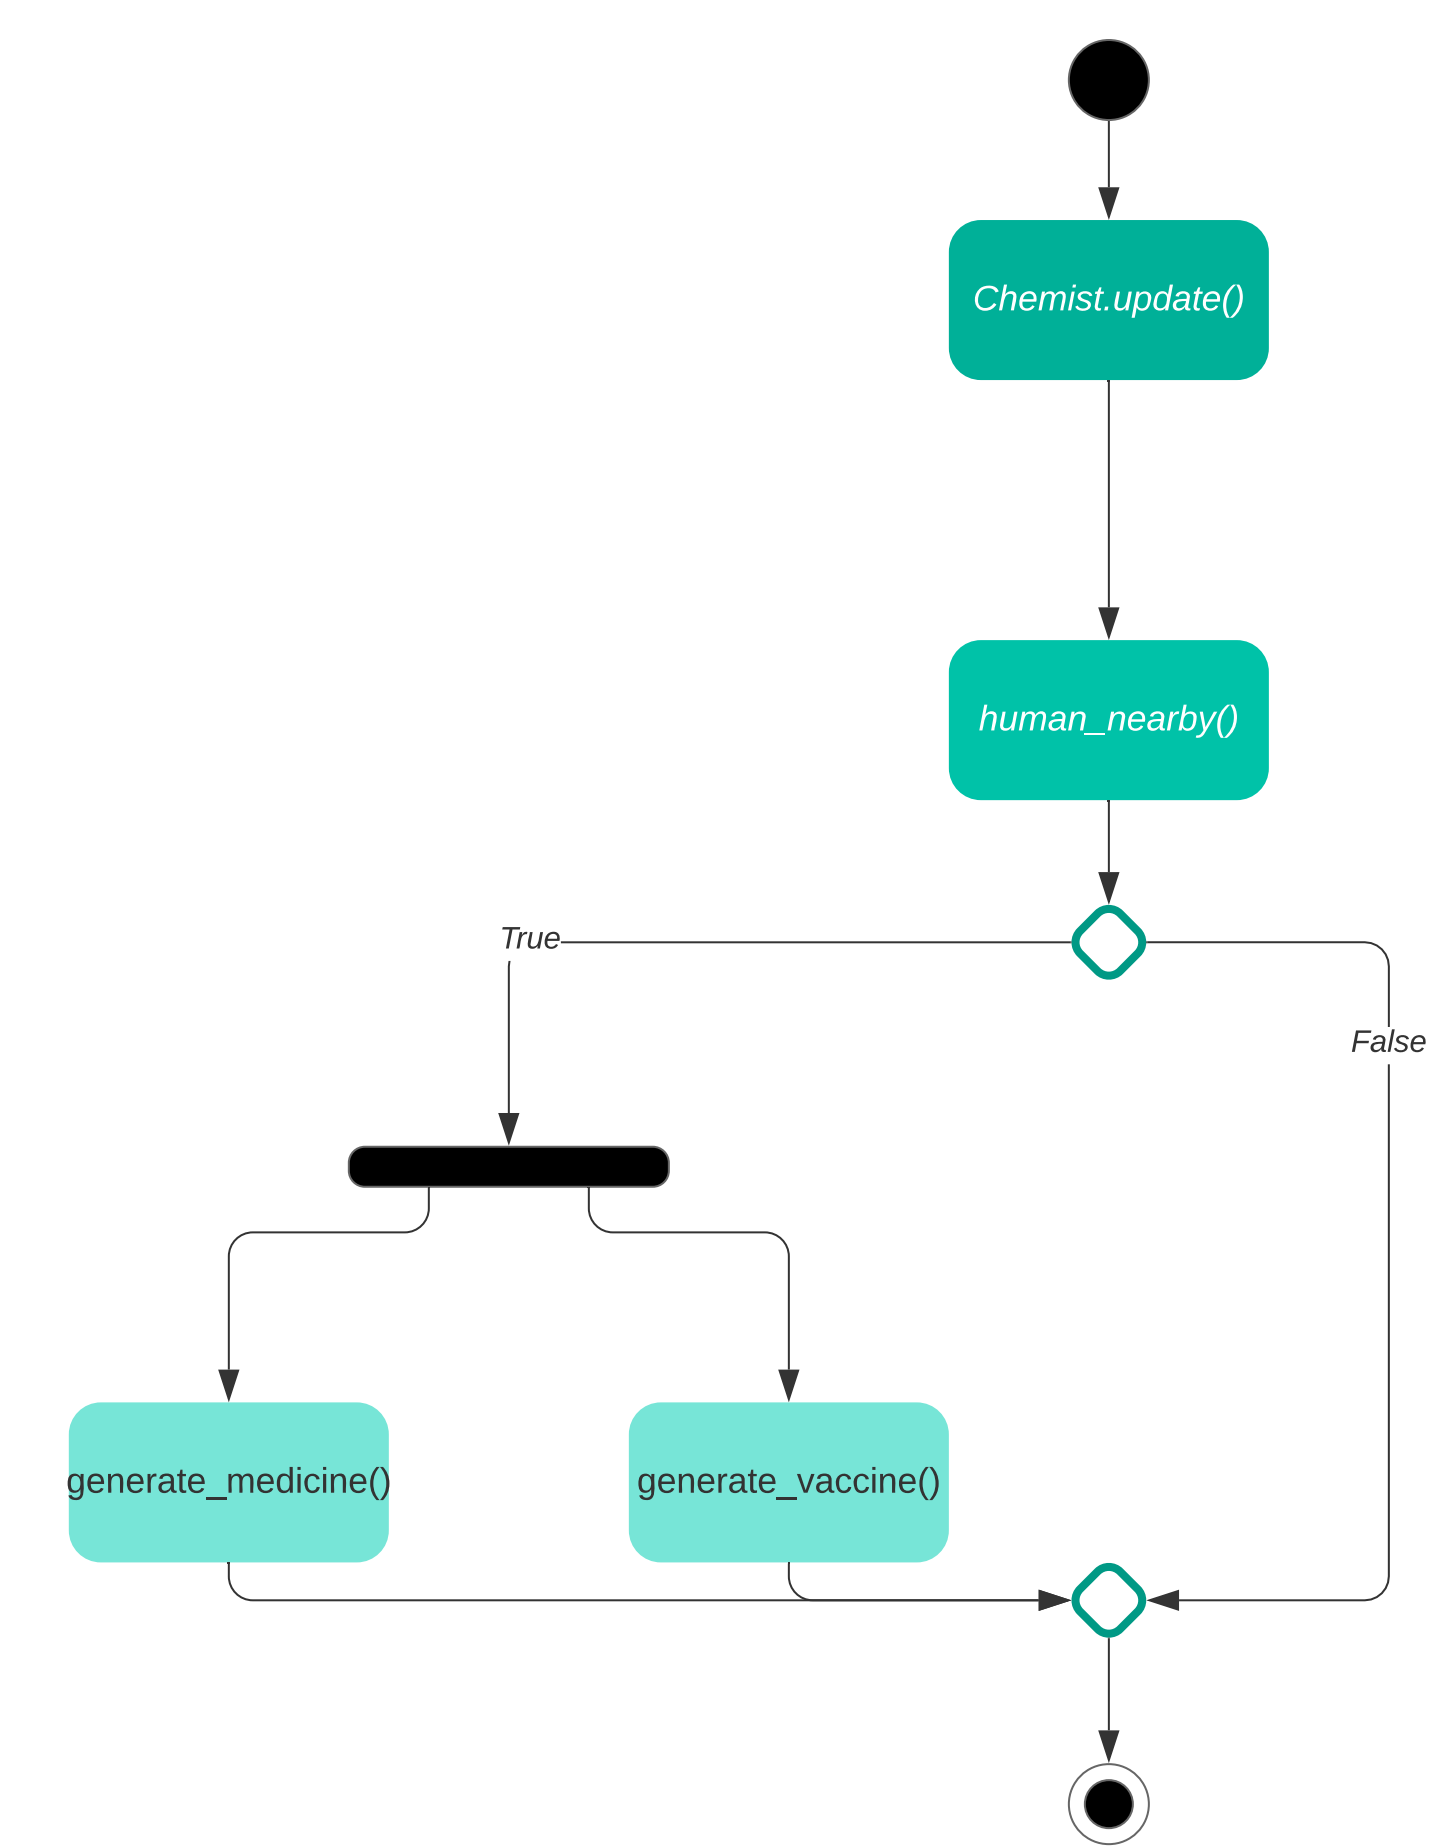 Chemist.update()
human_nearby()
True
False
generate_medicine()
generate_vaccine()